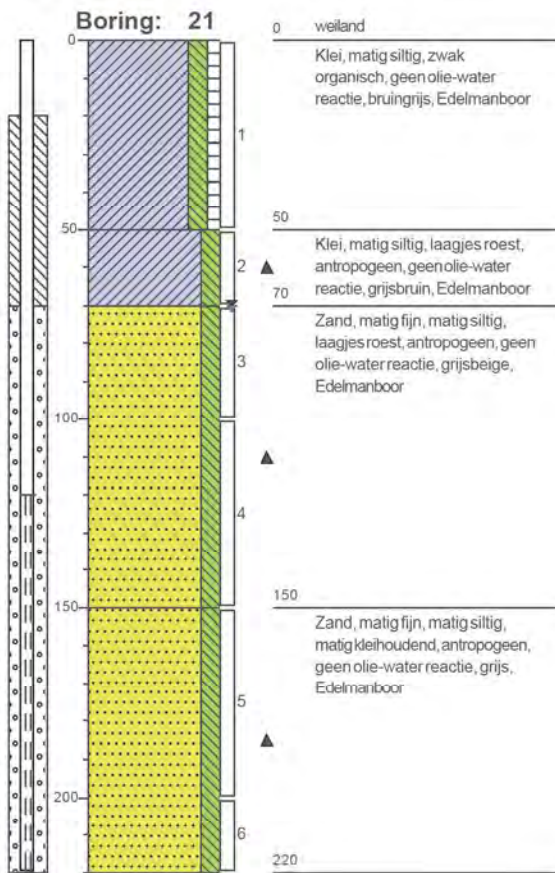 Boring: 21
0
0 weiland
Klei, matig siltig, zwak
organisch, geen olie-water
reactie, bruingrijs, Edelmanboor
1
50
50
Klei, matig siltig, laagjes roest,
antropogeen, geen olie-water
reactie, grijsbruin, Edelmanboor
2
70
Zand, matig fijn, matig siltig,
laagjes roest, antropogeen, geen
olie-water reactie, grijsbeige,
Edelmanboor
3
100
4
150
150
Zand, matig fijn, matig siltig,
matig kleihoudend, antropogeen,
geen olie-water reactie, grijs,
Edelmanboor
5
200
6
220